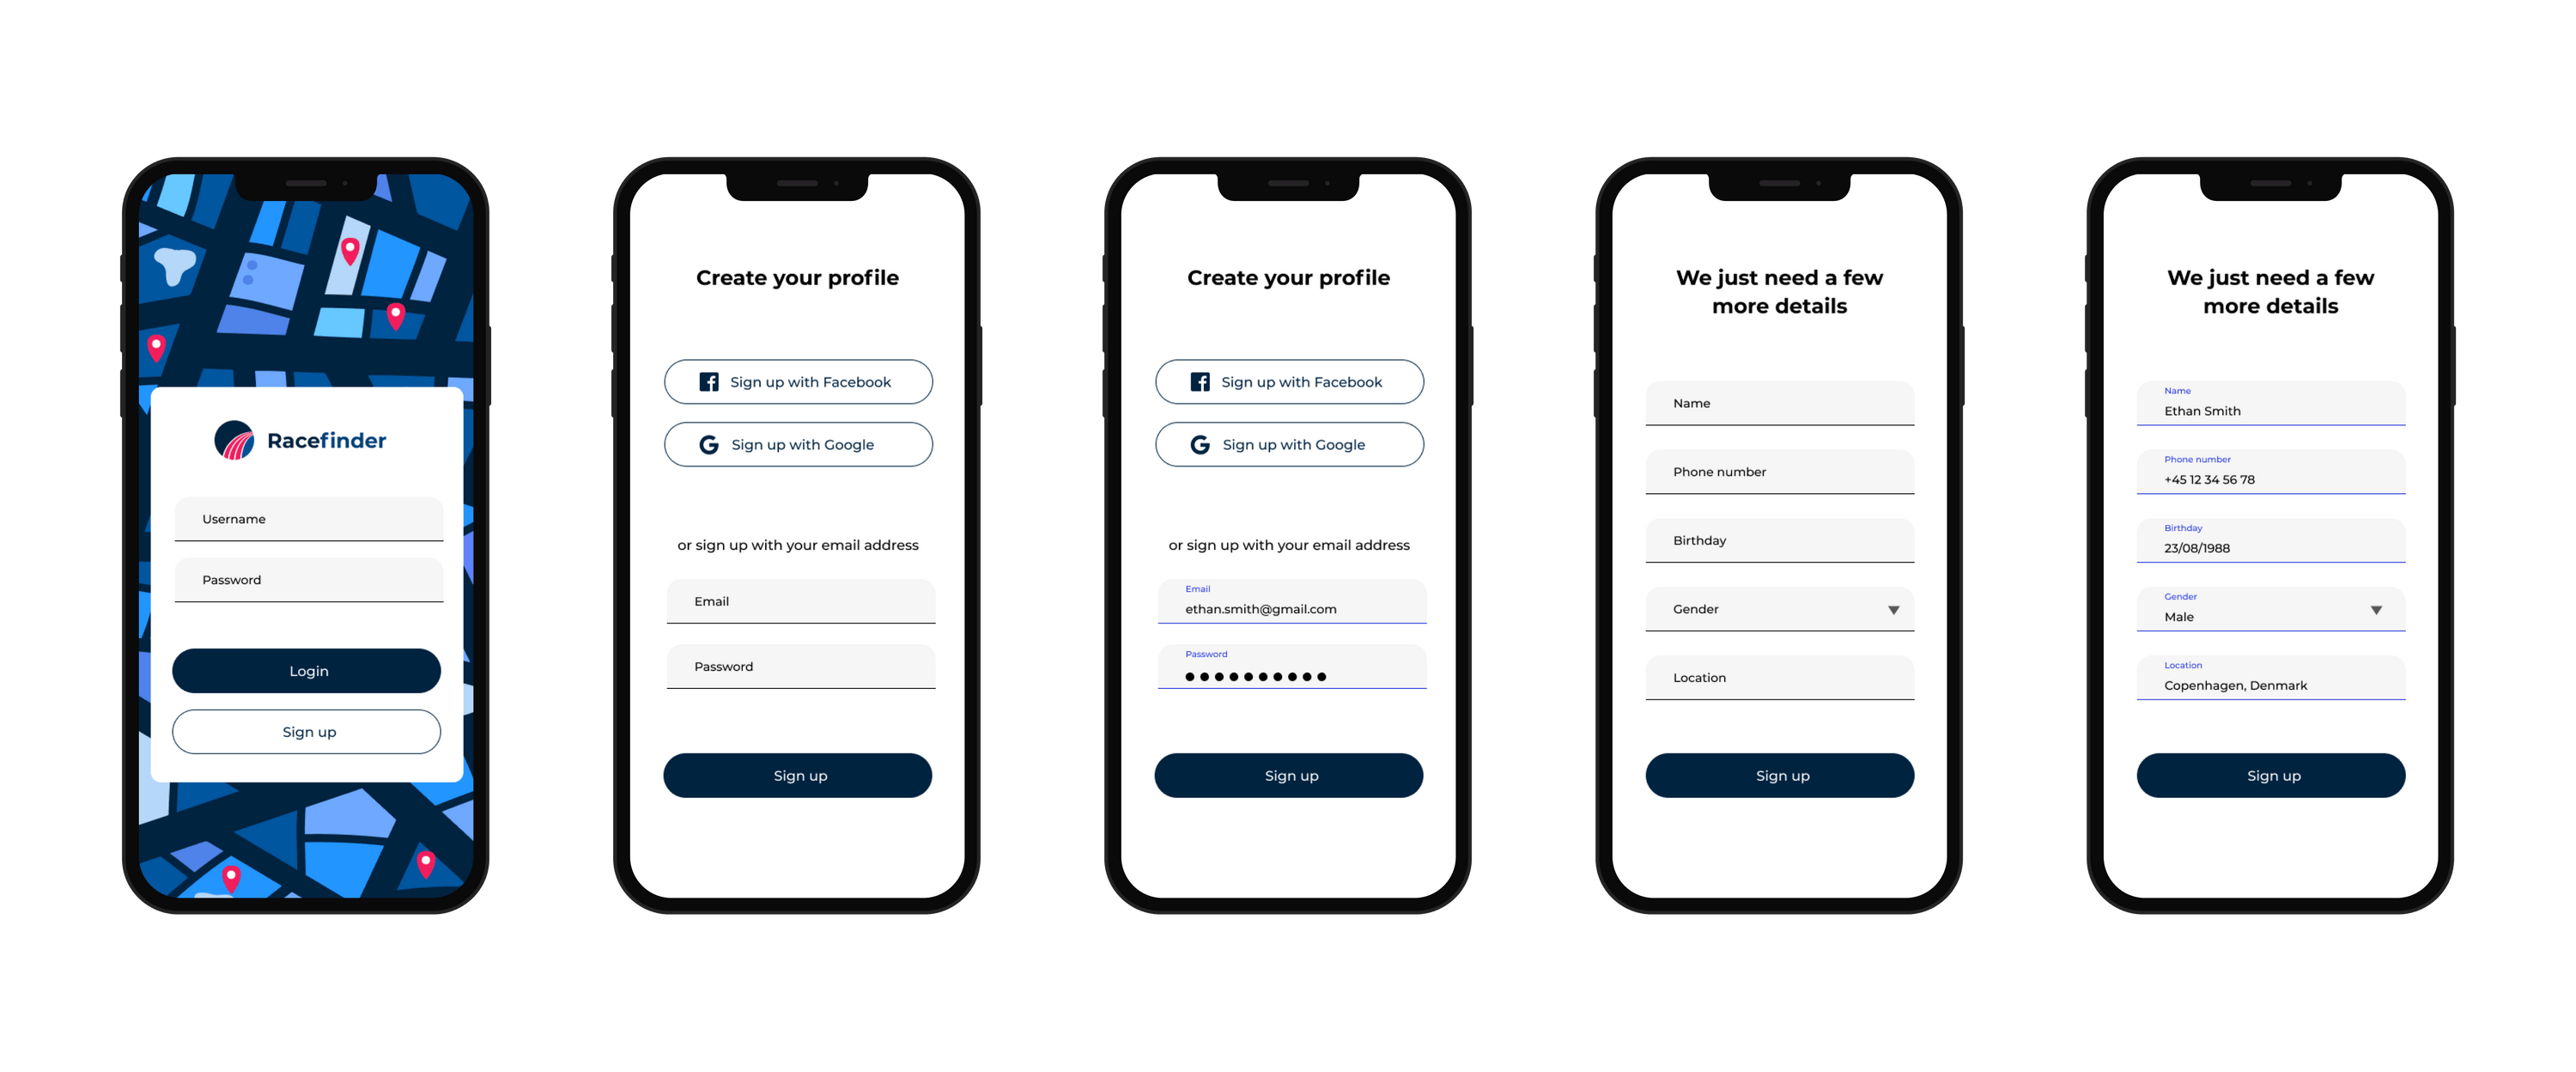 Racefinder
Username
Password
Login
Sign up
Create your profile
Sign up with Facebook
Sign up with Google
or sign up with your email address
Email
Password
Sign up
Create your profile
Sign up with Facebook
Sign up with Google
or sign up with your email address
Email
ethan.smith@gmail.com
Password
Sign up
We just need a few
more details
Name
Phone number
Birthday
Gender
Location
Sign up
We just need a few
more details
Name
Ethan Smith
Phone number
+45 12 34 56 78
Birthday
23/08/1988
Gender
Male
Location
Copenhagen, Denmark
Sign up